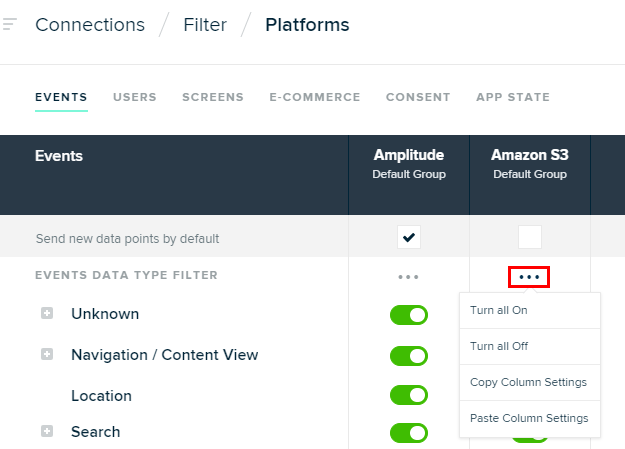 Connections / Filter / Platforms
EVENTS USERS SCREENS E-COMMERCE CONSENT APP STATE
Events Amplitude Amazon S3
Default Group Default Group
Send new data points by default
EVENTS DATA TYPE FILTER
Unknown
Turn all On
Navigation / Content View
Turn all Off
Location
Copy Column Settings
Search
Paste Column Settings